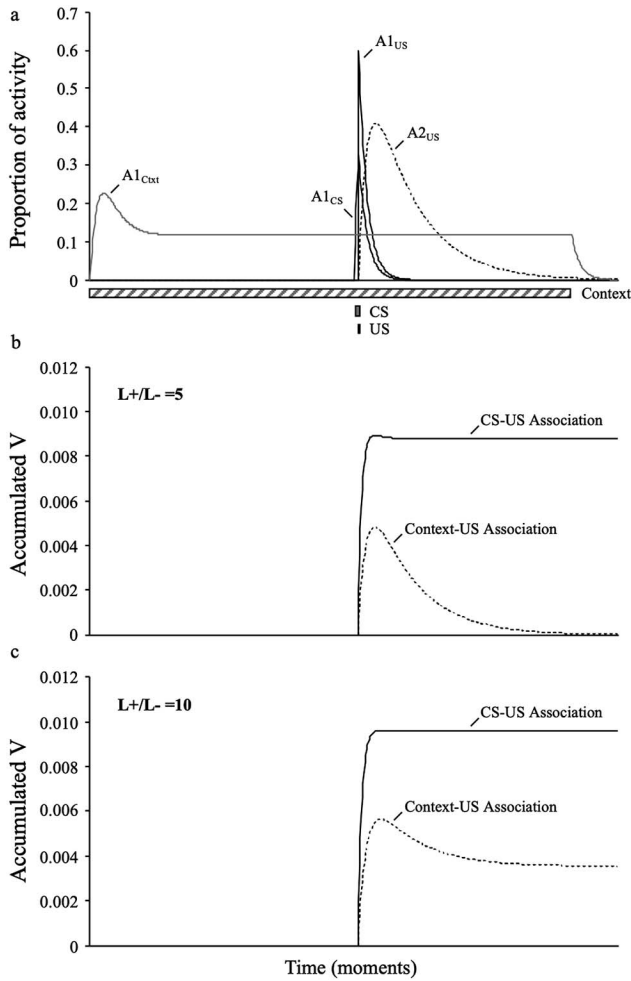 a
0.7
0.6
0.5
0.4
0.3
0.2
0.1
0
Proportion of activity
A1US
A2US
A1Ctxt
A1CS
Context
CS
US
b
0.012
0.010
0.008
0.006
0.004
0.002
0
Accumulated V
L+/L- =5
CS-US Association
Context-US Association
c
0.012
0.010
0.008
0.006
0.004
0.002
0
Accumulated V
L+/L- =10
CS-US Association
Context-US Association
Time (moments)